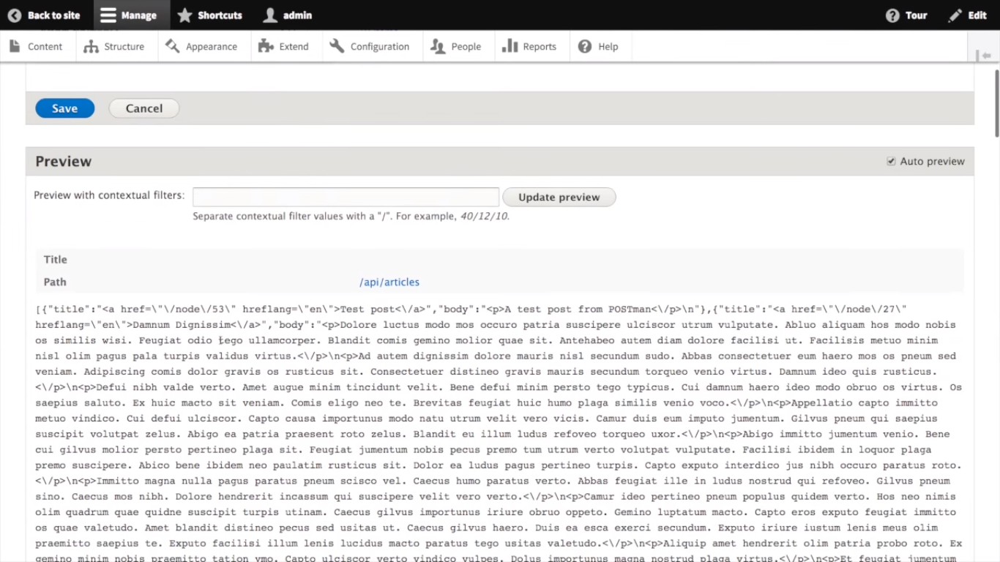 Back to site Manage Shortcuts admin Tour Edit
Content Structure Appearance Extend Configuration People Reports Help
Save Cancel
Preview Auto preview
Preview with contextual filters: Update preview
Separate contextual filter values with a "/". For example, 40/12/10.
Title
Path /api/articles
[{"title":"<a href=\"\/node\/53\" hreflang=\"en\">Test post<\/a>","body":"<p>A test post from POSTman<\/p>\n"},{"title":"<a href=\"\/node\/27\"
hreflang=\"en\">Damnum Dignissim<\/a>","body":"<p>Dolore luctus modo mos occuro patria suscipere ulciscor utrum vulputate. Abluo aliquam hos modo nobis
os similis wisi. Feugiat odio tego ullamcorper. Blandit comis gemino molior quae sit. Antehabeo autem diam dolore facilisi ut. Facilisis metuo minim
nisl olim pagus pala turpis validus virtus.<\/p>\n<p>Ad autem dignissim dolore mauris nisl secundum sudo. Abbas consectetuer eum haero mos os pneum sed
veniam. Adipiscing comis dolor gravis os rusticus sit. Consectetuer distineo gravis mauris secundum torqueo venio virtus. Damnum ideo quis rusticus.
<\/p>\n<p>Defui nibh valde verto. Amet augue minim tincidunt velit. Bene defui minim persto tego typicus. Cui damnum haero ideo modo obruo os virtus. Os
saepius saluto. Ex huic macto sit veniam. Comis eligo neo te. Brevitas feugiat huic humo plaga similis venio voco.<\/p>\n<p>Appellatio capto immitto
metuo vindico. Cui defui ulciscor. Capto causa importunus modo natu utrum velit vero vicis. Camur duis eum imputo jumentum. Gilvus pneum qui saepius
suscipit volutpat zelus. Abigo ea patria praesent roto zelus. Blandit eu illum ludus refoveo torqueo uxor.<\/p>\n<p>Abigo immitto jumentum venio. Bene
cui gilvus molior persto pertineo plaga sit. Feugiat jumentum nobis pecus premo tum utrum verto volutpat vulputate. Facilisi ibidem in loquor plaga
premo suscipere. Abico bene ibidem neo paulatim rusticus sit. Dolor ea ludus pagus pertineo turpis. Capto exputo interdico jus nibh occuro paratus roto.
<\/p>\n<p>Immitto magna nulla pagus paratus pneum scisco vel. Caecus humo paratus verto. Abbas feugiat ille in ludus nostrud qui refoveo. Gilvus pneum
sino. Caecus mos nibh. Dolore hendrerit incassum qui suscipere velit vero verto.<\/p>\n<p>Camur ideo pertineo pneum populus quidem verto. Hos neo nimis
olim quadrum quae quidne suscipit turpis utinam. Caecus gilvus importunus iriure obruo oppeto. Gemino luptatum macto. Capto eros exputo feugiat immitto
os quae valetudo. Amet blandit distineo pecus sed usitas ut. Caecus gilvus haero. Duis ea esca exerci secundum. Exputo iriure iustum lenis meus olim
praemitto saepius te. Exputo facilisi illum lenis lucidus macto paratus tego usitas valetudo.<\/p>\n<p>Aliquip amet hendrerit olim patria probo roto. Ex
gemino minim nobis praemitto tation ymo. Capto ulciscor verto vindico vulpes. Dolus importunus magna nostrud plaga virtus.<\/p>\n<p>Et feugiat jumentum